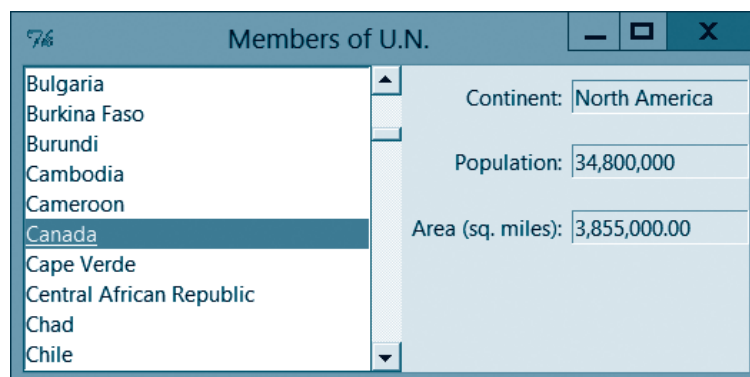 Members of U.N.
Bulgaria
Burkina Faso
Burundi
Cambodia
Cameroon
Canada
Cape Verde
Central African Republic
Chad
Chile
Continent: North America
Population: 34,800,000
Area (sq. miles): 3,855,000.00